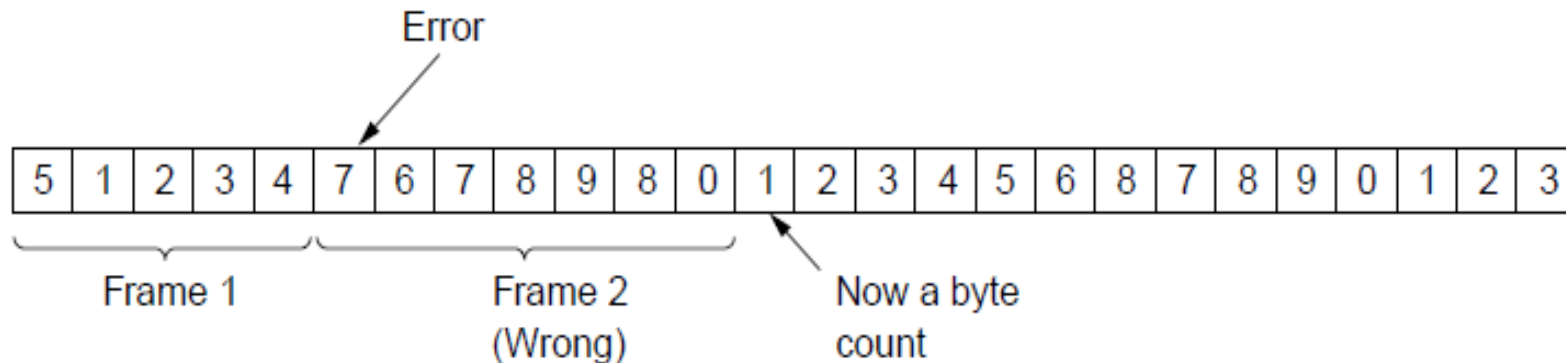 Error
5 1 2 3 4 7 6 7 8 9 8 0 1 2 3 4 5 6 8 7 8 9 0 1 2 3
Frame 1
Frame 2
(Wrong)
Now a byte
count